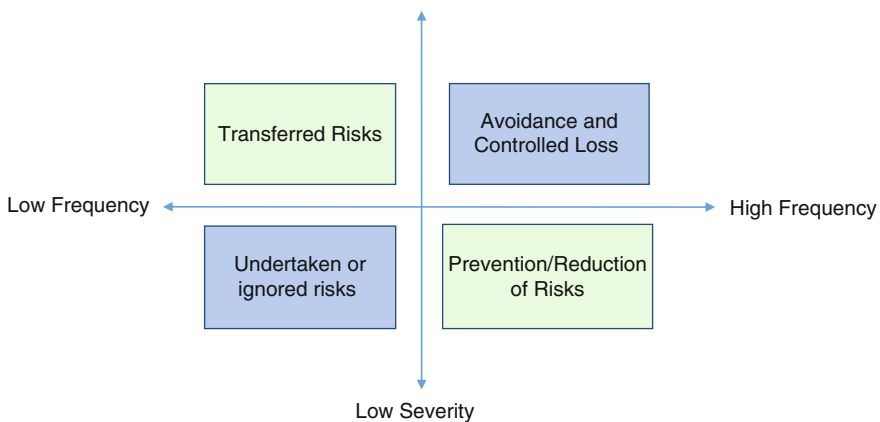 Transferred Risks
Avoidance and
Controlled Loss
Low Frequency
High Frequency
Undertaken or
ignored risks
Prevention/Reduction
of Risks
Low Severity